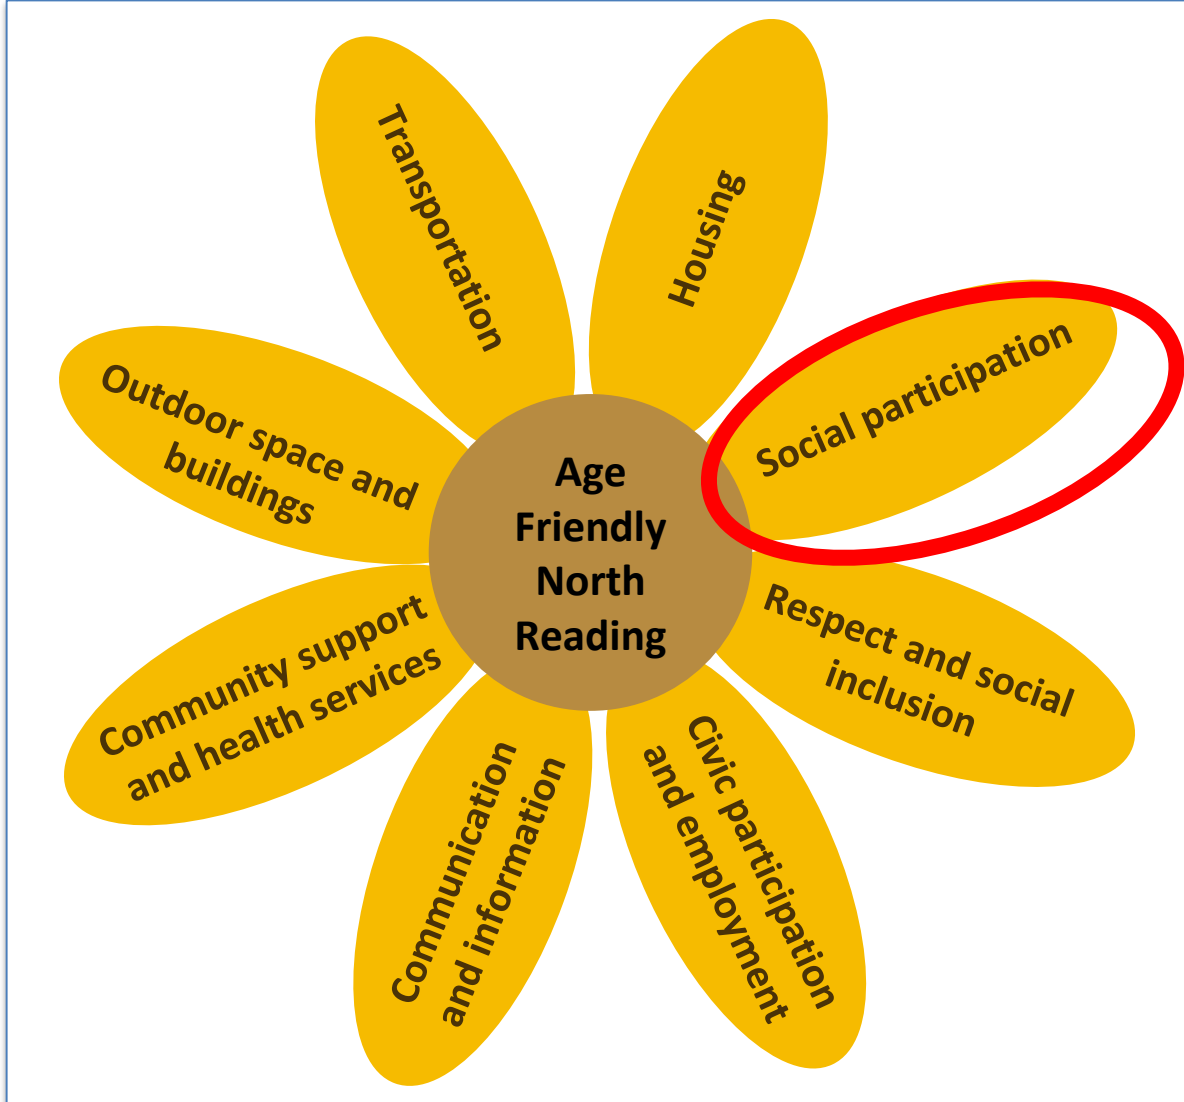 Transportation
Housing
Social participation
Outdoor space and
buildings
Age
Friendly
North
Reading
Respect and social
inclusion
Community support
and health services
Communication
and information
Civic participation
and employment